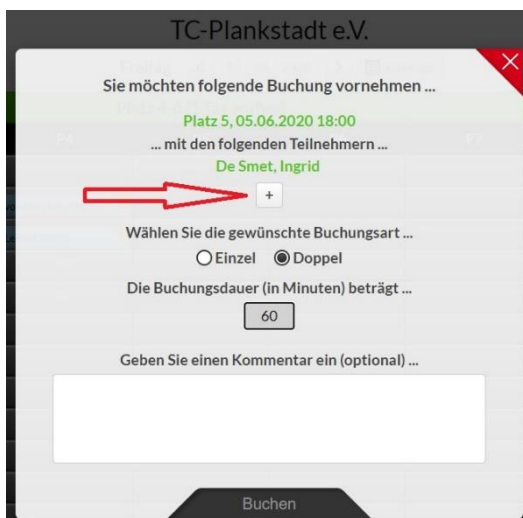 TC-Plankstadt e.V.
Sie möchten folgende Buchung vornehmen ...
Platz 5, 05.06.2020 18:00
... mit den folgenden Teilnehmern ...
De Smet, Ingrid
+
Wählen Sie die gewünschte Buchungsart ...
Einzel Doppel
Die Buchungsdauer (in Minuten) beträgt ...
60
Geben Sie einen Kommentar ein (optional) ...
Buchen